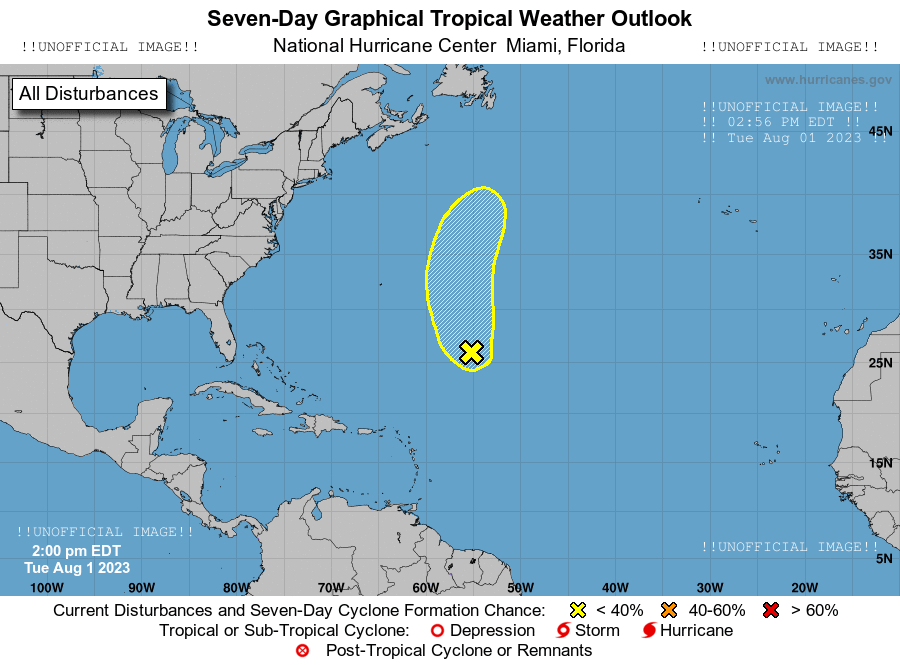 Seven-Day Graphical Tropical Weather Outlook
!!UNOFFICIAL IMAGE!! National Hurricane Center Miami, Florida !!UNOFFICIAL IMAGE!!
www.hurricanes.gov
All Disturbances
!!UNOFFICIAL IMAGE!!
!! 02:56 PM EDT !!
45N
!! Tue Aug 01 2023 !!
35N
25N
15N
!!UNOFFICIAL IMAGE!!
2:00 pm EDT
Tue Aug 1 2023
!!UNOFFICIAL IMAGE!!
5N
100W 90W 80W 70W 60W 50W 40W 30W 20W
Current Disturbances and Seven-Day Cyclone Formation Chance: < 40% 40-60% > 60%
Tropical or Sub-Tropical Cyclone: Depression Storm Hurricane
Post-Tropical Cyclone or Remnants